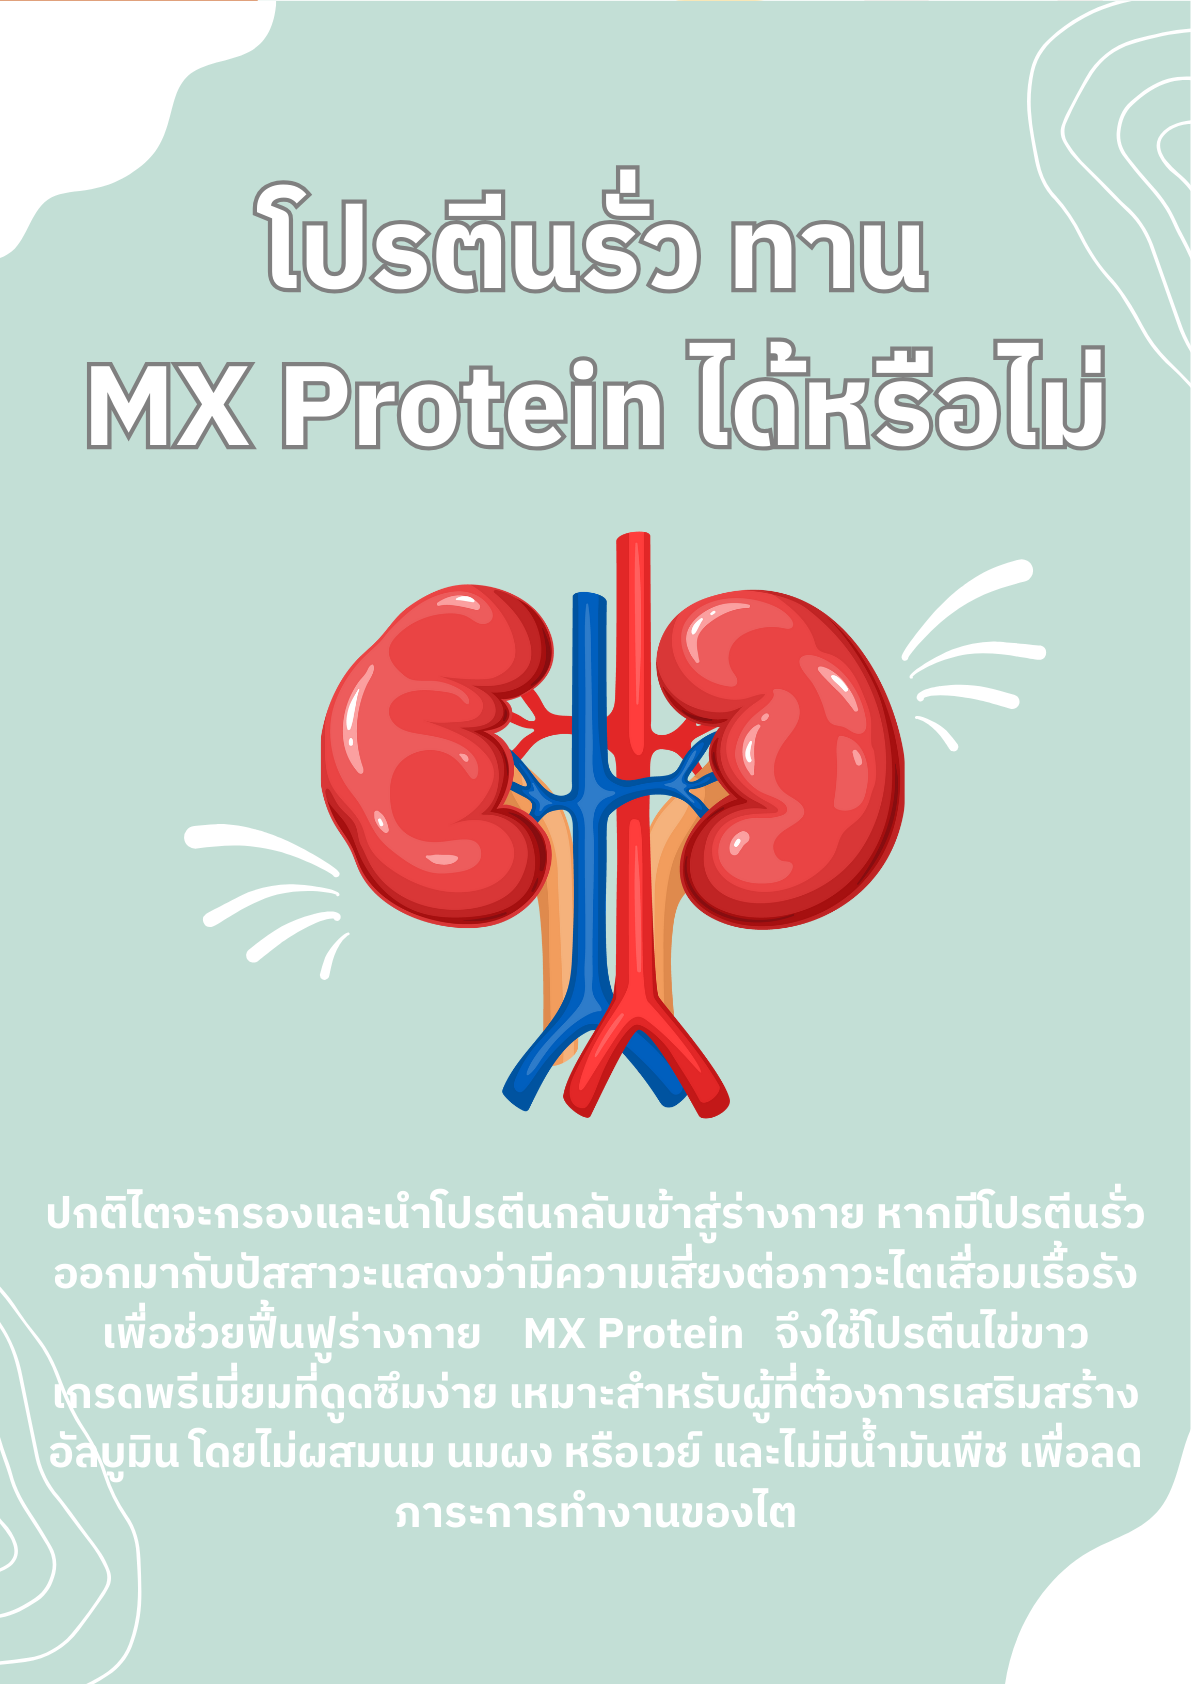 โปรตีนรั่ว ทาน
MX Protein ได้หรือไม่
ปกติไตจะกรองและนำโปรตีนกลับเข้าสู่ร่างกาย หากมีโปรตีนรั่ว
ออกมากับปัสสาวะแสดงว่ามีความเสี่ยงต่อภาวะไตเสื่อมเรื้อรัง
เพื่อช่วยฟื้นฟูร่างกาย MX Protein จึงใช้โปรตีนไข่ขาว
เกรดพรีเมี่ยมที่ดูดซึมง่าย เหมาะสำหรับผู้ที่ต้องการเสริมสร้าง
อัลบูมิน โดยไม่ผสมนม นมผง หรือเวย์ และไม่มีน้ำมันพืช เพื่อลด
ภาระการทำงานของไต